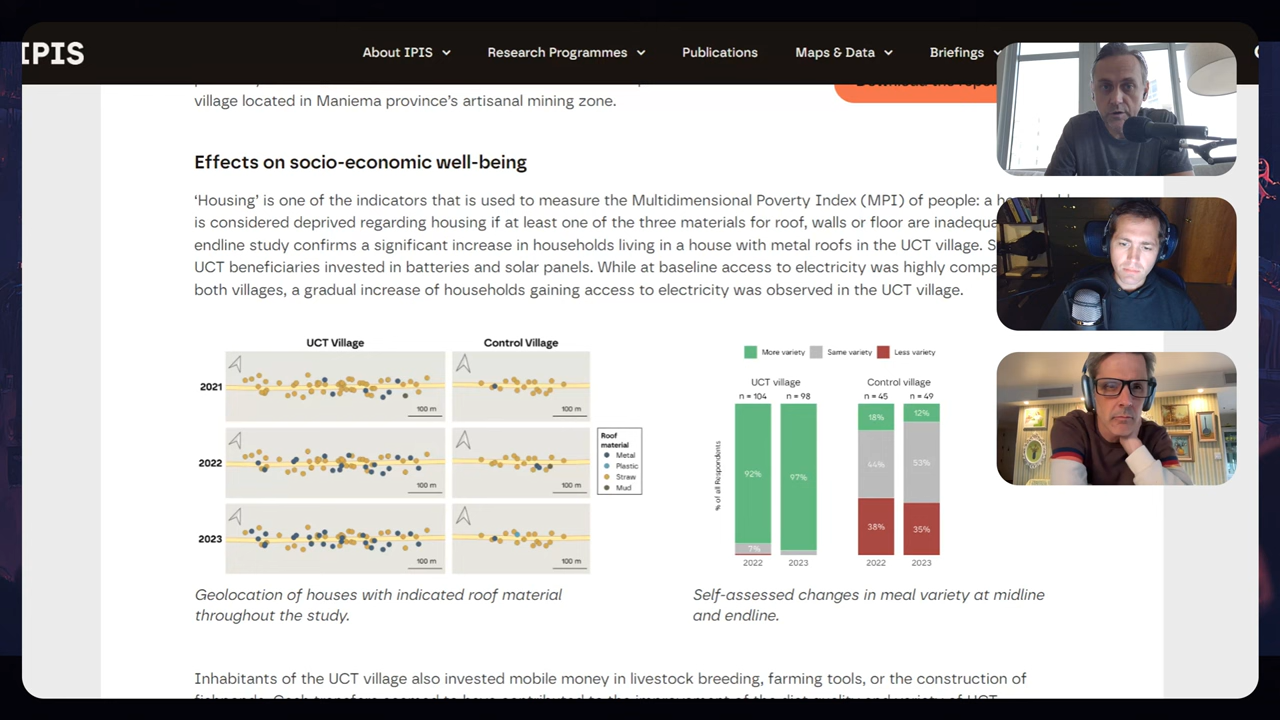 IPIS
About IPIS
Research Programmes
Publications
Maps & Data
Briefings
village located in Maniema province's artisanal mining zone.
Effects on socio-economic well-being
'Housing' is one of the indicators that is used to measure the Multidimensional Poverty Index (MPI) of people: a
is considered deprived regarding housing if at least one of the three materials for roof, walls or floor are inadequa
endline study confirms a significant increase in households living in a house with metal roofs in the UCT village. S
UCT beneficiaries invested in batteries and solar panels. While at baseline access to electricity was highly compa
both villages, a gradual increase of households gaining access to electricity was observed in the UCT village.
UCT Village
Control Village
2021
100 m
100 m
2022
100 m
100 m
2023
100 m
100 m
Roof
material
Metal
Plastic
Straw
Mud
More variety
Same variety
Less variety
UCT village
Control village
n = 104
n = 98
n = 45
n = 49
% of all Respondents
92%
97%
18%
12%
44%
53%
7%
38%
35%
2022
2023
2022
2023
Geolocation of houses with indicated roof material
throughout the study.
Self-assessed changes in meal variety at midline
and endline.
Inhabitants of the UCT village also invested mobile money in livestock breeding, farming tools, or the construction of